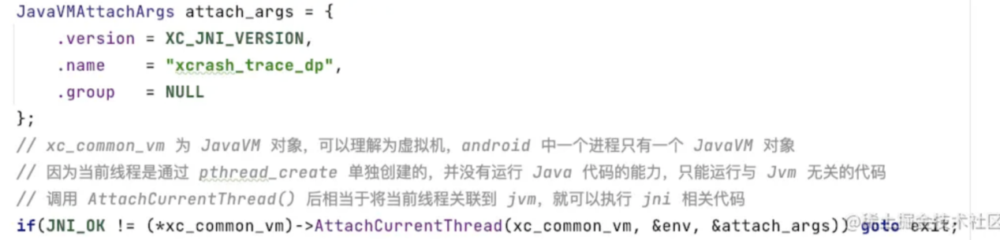 JavaVMAttachArgs attach_args = {
    .version = XC_JNI_VERSION,
    .name    = "xcrash_trace_dp",
    .group   = NULL
};
// xc_common_vm 为 JavaVM 对象，可以理解为虚拟机，android 中一个进程只有一个 JavaVM 对象
// 因为当前线程是通过 pthread_create 单独创建的，并没有运行 Java 代码的能力，只能运行与 Jvm 无关的代码
// 调用 AttachCurrentThread() 后相当于将当前线程关联到 jvm，就可以执行 jni 相关代码
if(JNI_OK != (*xc_common_vm)->AttachCurrentThread(xc_common_vm, &env, &attach_args)) goto exit;
@稀土掘金技术社区